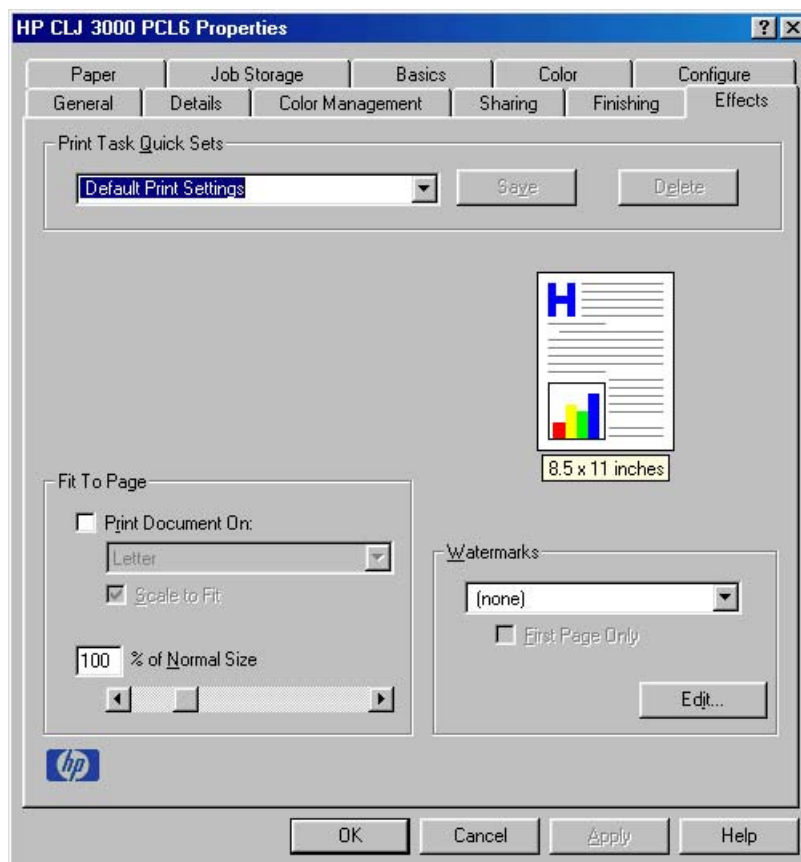 HP CLJ 3000 PCL6 Properties
Paper
Job Storage
Basics
Color
Configure
General
Details
Color Management
Sharing
Finishing
Effects
Print Task Quick Sets
Default Print Settings
Save
Delete
H
8.5 x 11 inches
Fit To Page
Print Document On:
Letter
Scale to Fit
100 % of Normal Size
Watermarks
(none)
First Page Only
Edit...
hp
OK
Cancel
Apply
Help